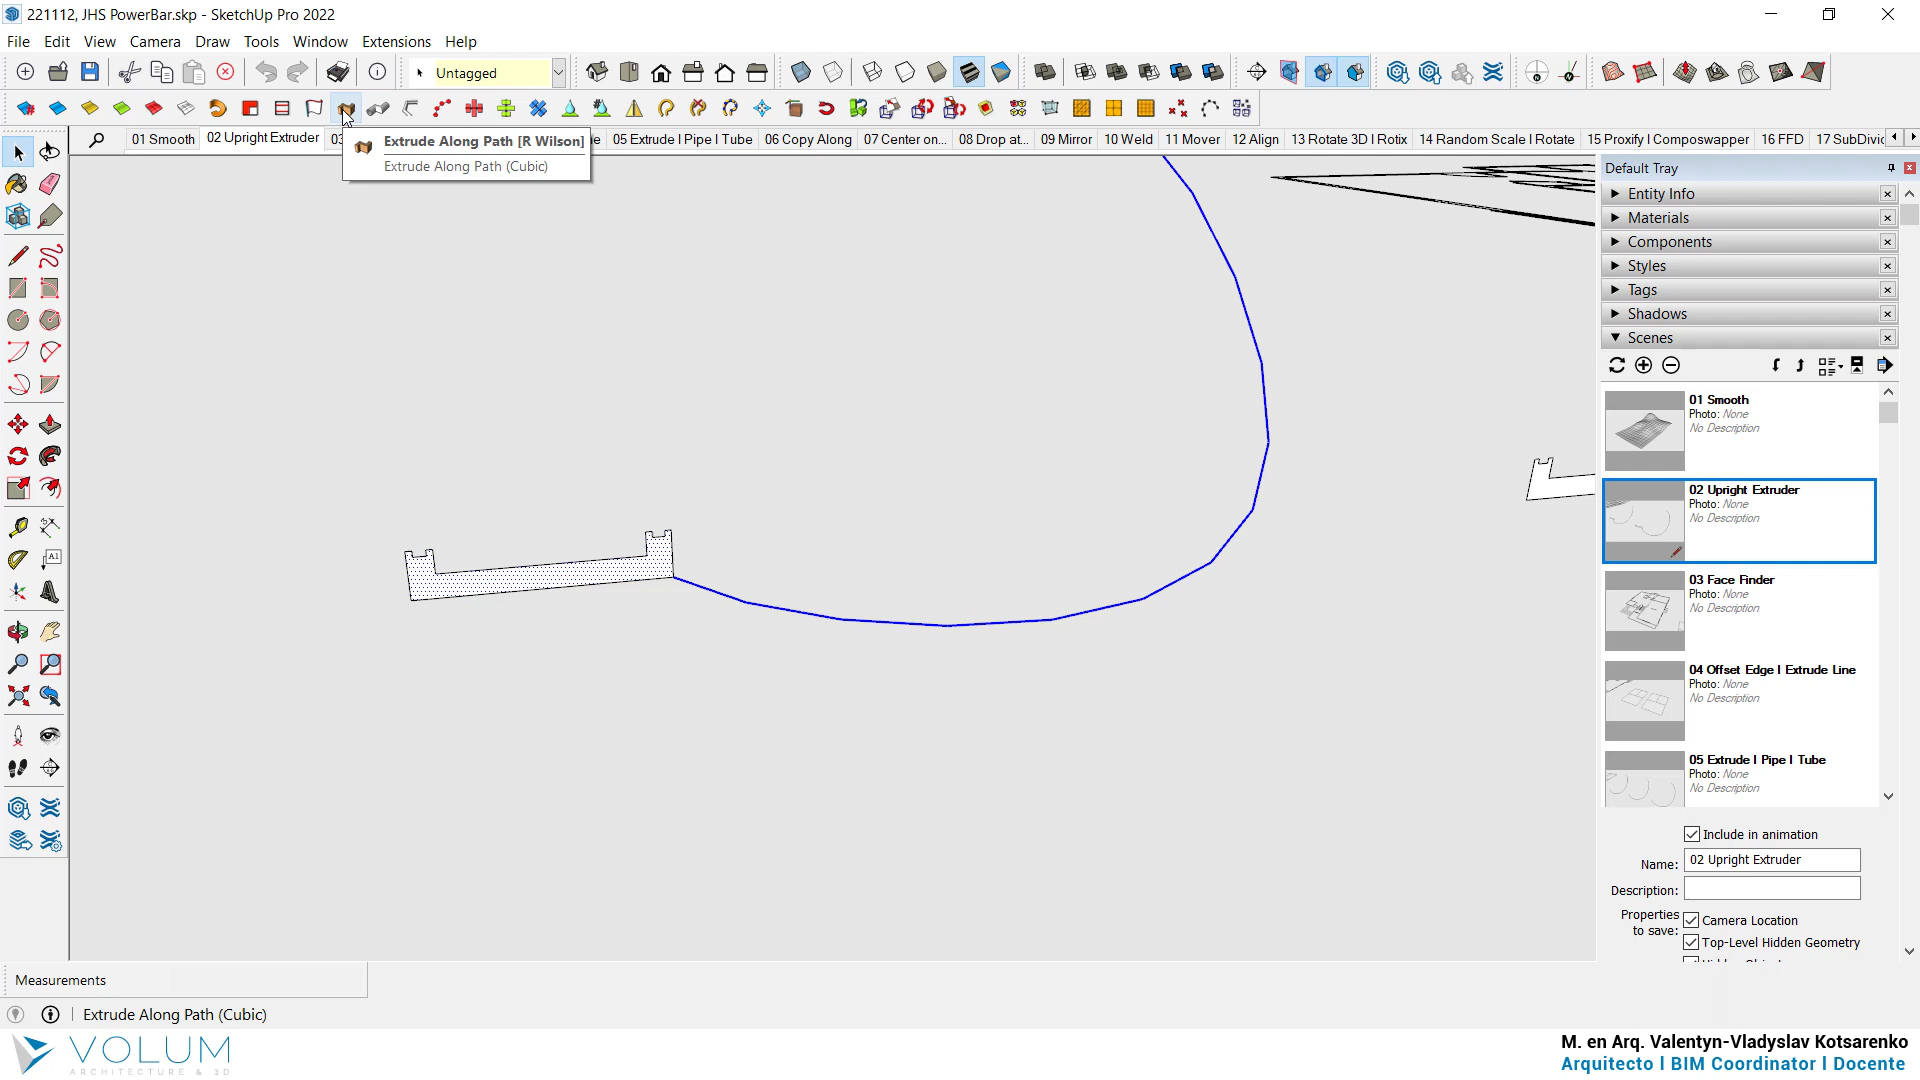 221112, JHS PowerBar.skp - SketchUp Pro 2022
File Edit View Camera Draw Tools Window Extensions Help
Untagged
01 Smooth 02 Upright Extruder 05 Extrude I Pipe I Tube 06 Copy Along 07 Center on... 08 Drop at... 09 Mirror 10 Weld 11 Mover 12 Align 13 Rotate 3D I Rotix 14 Random Scale I Rotate 15 Proxify I Composwapper 16 FFD 17 SubDivi
Extrude Along Path [R Wilson]
Extrude Along Path (Cubic)
Default Tray
Entity Info
Materials
Components
Styles
Tags
Shadows
Scenes
01 Smooth
Photo: None
No Description
02 Upright Extruder
Photo: None
No Description
03 Face Finder
Photo: None
No Description
04 Offset Edge I Extrude Line
Photo: None
No Description
05 Extrude I Pipe I Tube
Photo: None
No Description
Include in animation
Name: 02 Upright Extruder
Description:
Properties to save:
Camera Location
Top-Level Hidden Geometry
Measurements
Extrude Along Path (Cubic)
VOLUM
ARCHITECTURE & 3D
M. en Arq. Valentyn-Vladyslav Kotsarenko
Arquitecto I BIM Coordinator I Docente